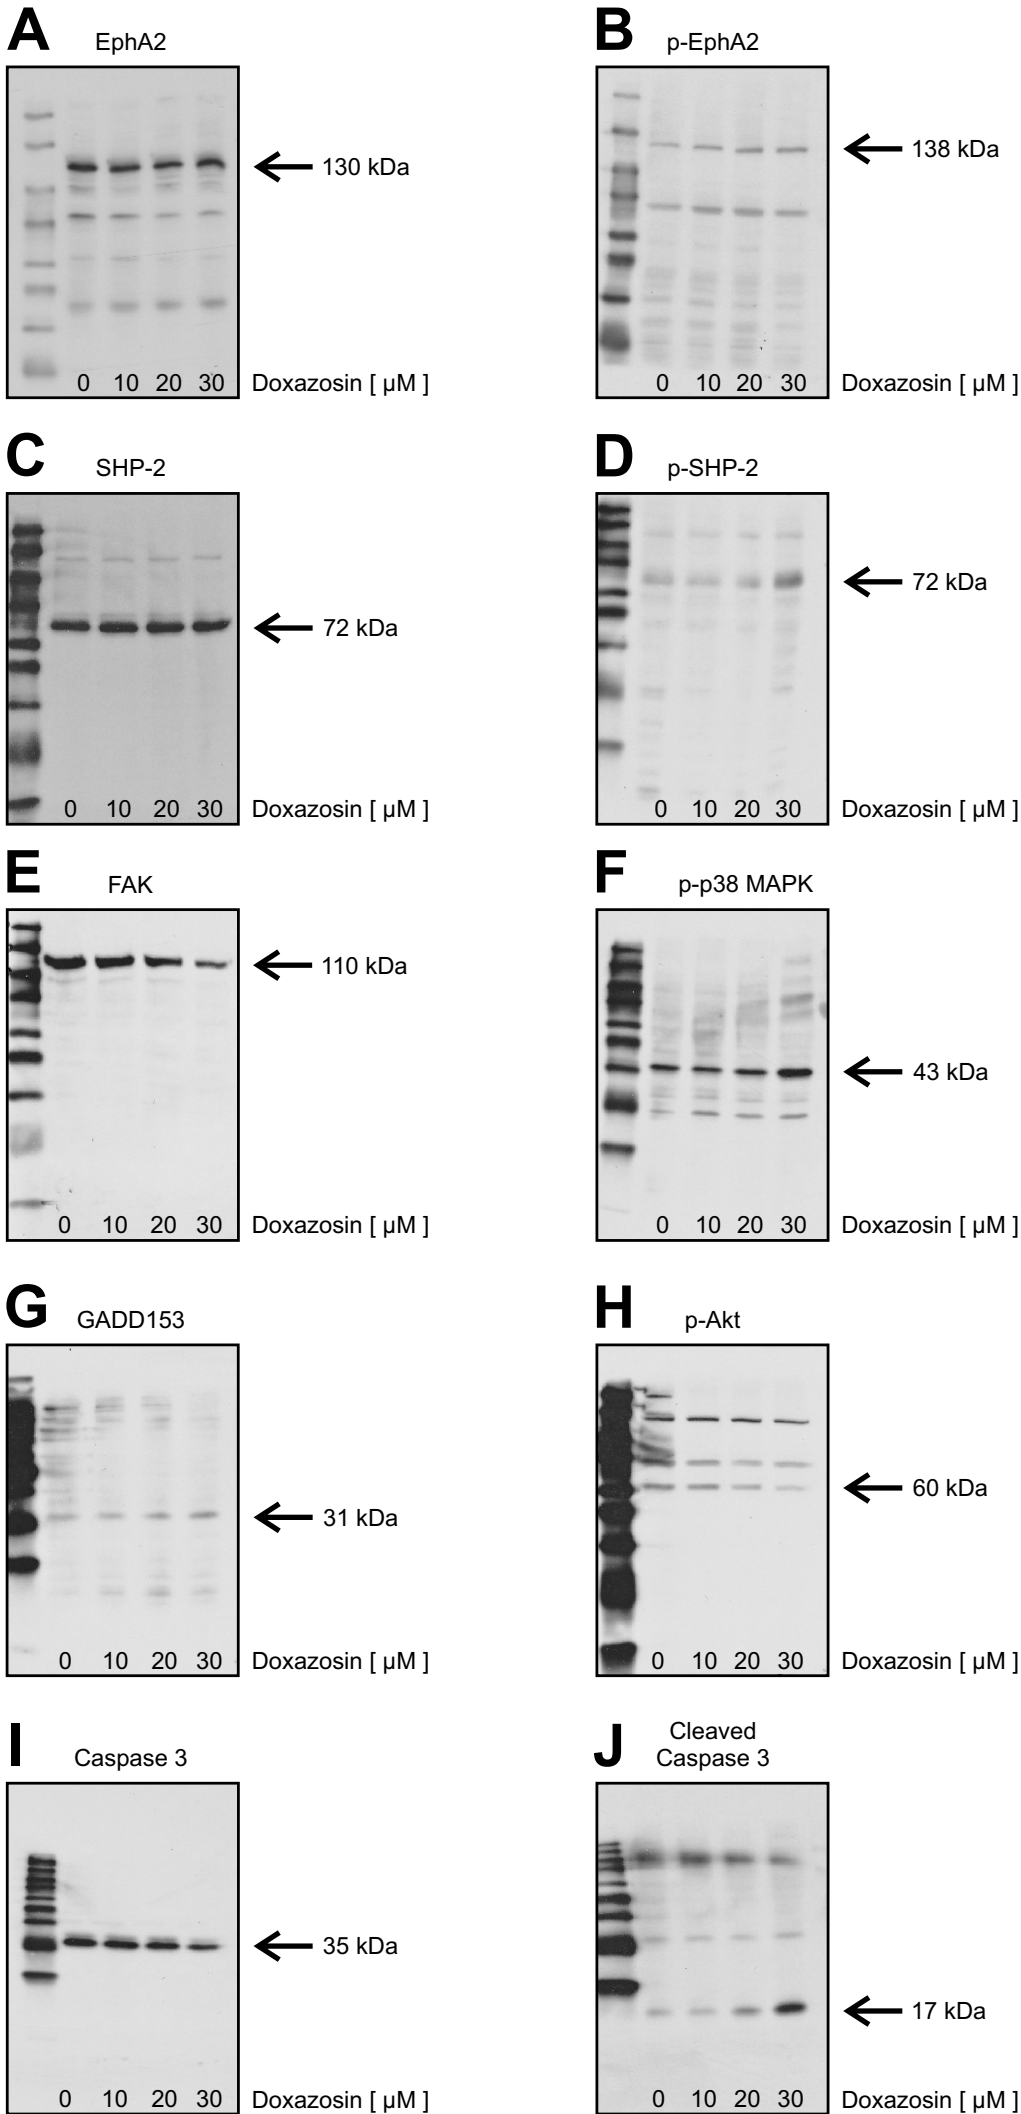 A
EphA2
130 kDa
0 10 20 30 Doxazosin [ µM ]
B
p-EphA2
138 kDa
0 10 20 30 Doxazosin [ µM ]
C
SHP-2
72 kDa
0 10 20 30 Doxazosin [ µM ]
D
p-SHP-2
72 kDa
0 10 20 30 Doxazosin [ µM ]
E
FAK
110 kDa
0 10 20 30 Doxazosin [ µM ]
F
p-p38 MAPK
43 kDa
0 10 20 30 Doxazosin [ µM ]
G
GADD153
31 kDa
0 10 20 30 Doxazosin [ µM ]
H
p-Akt
60 kDa
0 10 20 30 Doxazosin [ µM ]
I
Caspase 3
35 kDa
0 10 20 30 Doxazosin [ µM ]
J
Cleaved
Caspase 3
17 kDa
0 10 20 30 Doxazosin [ µM ]